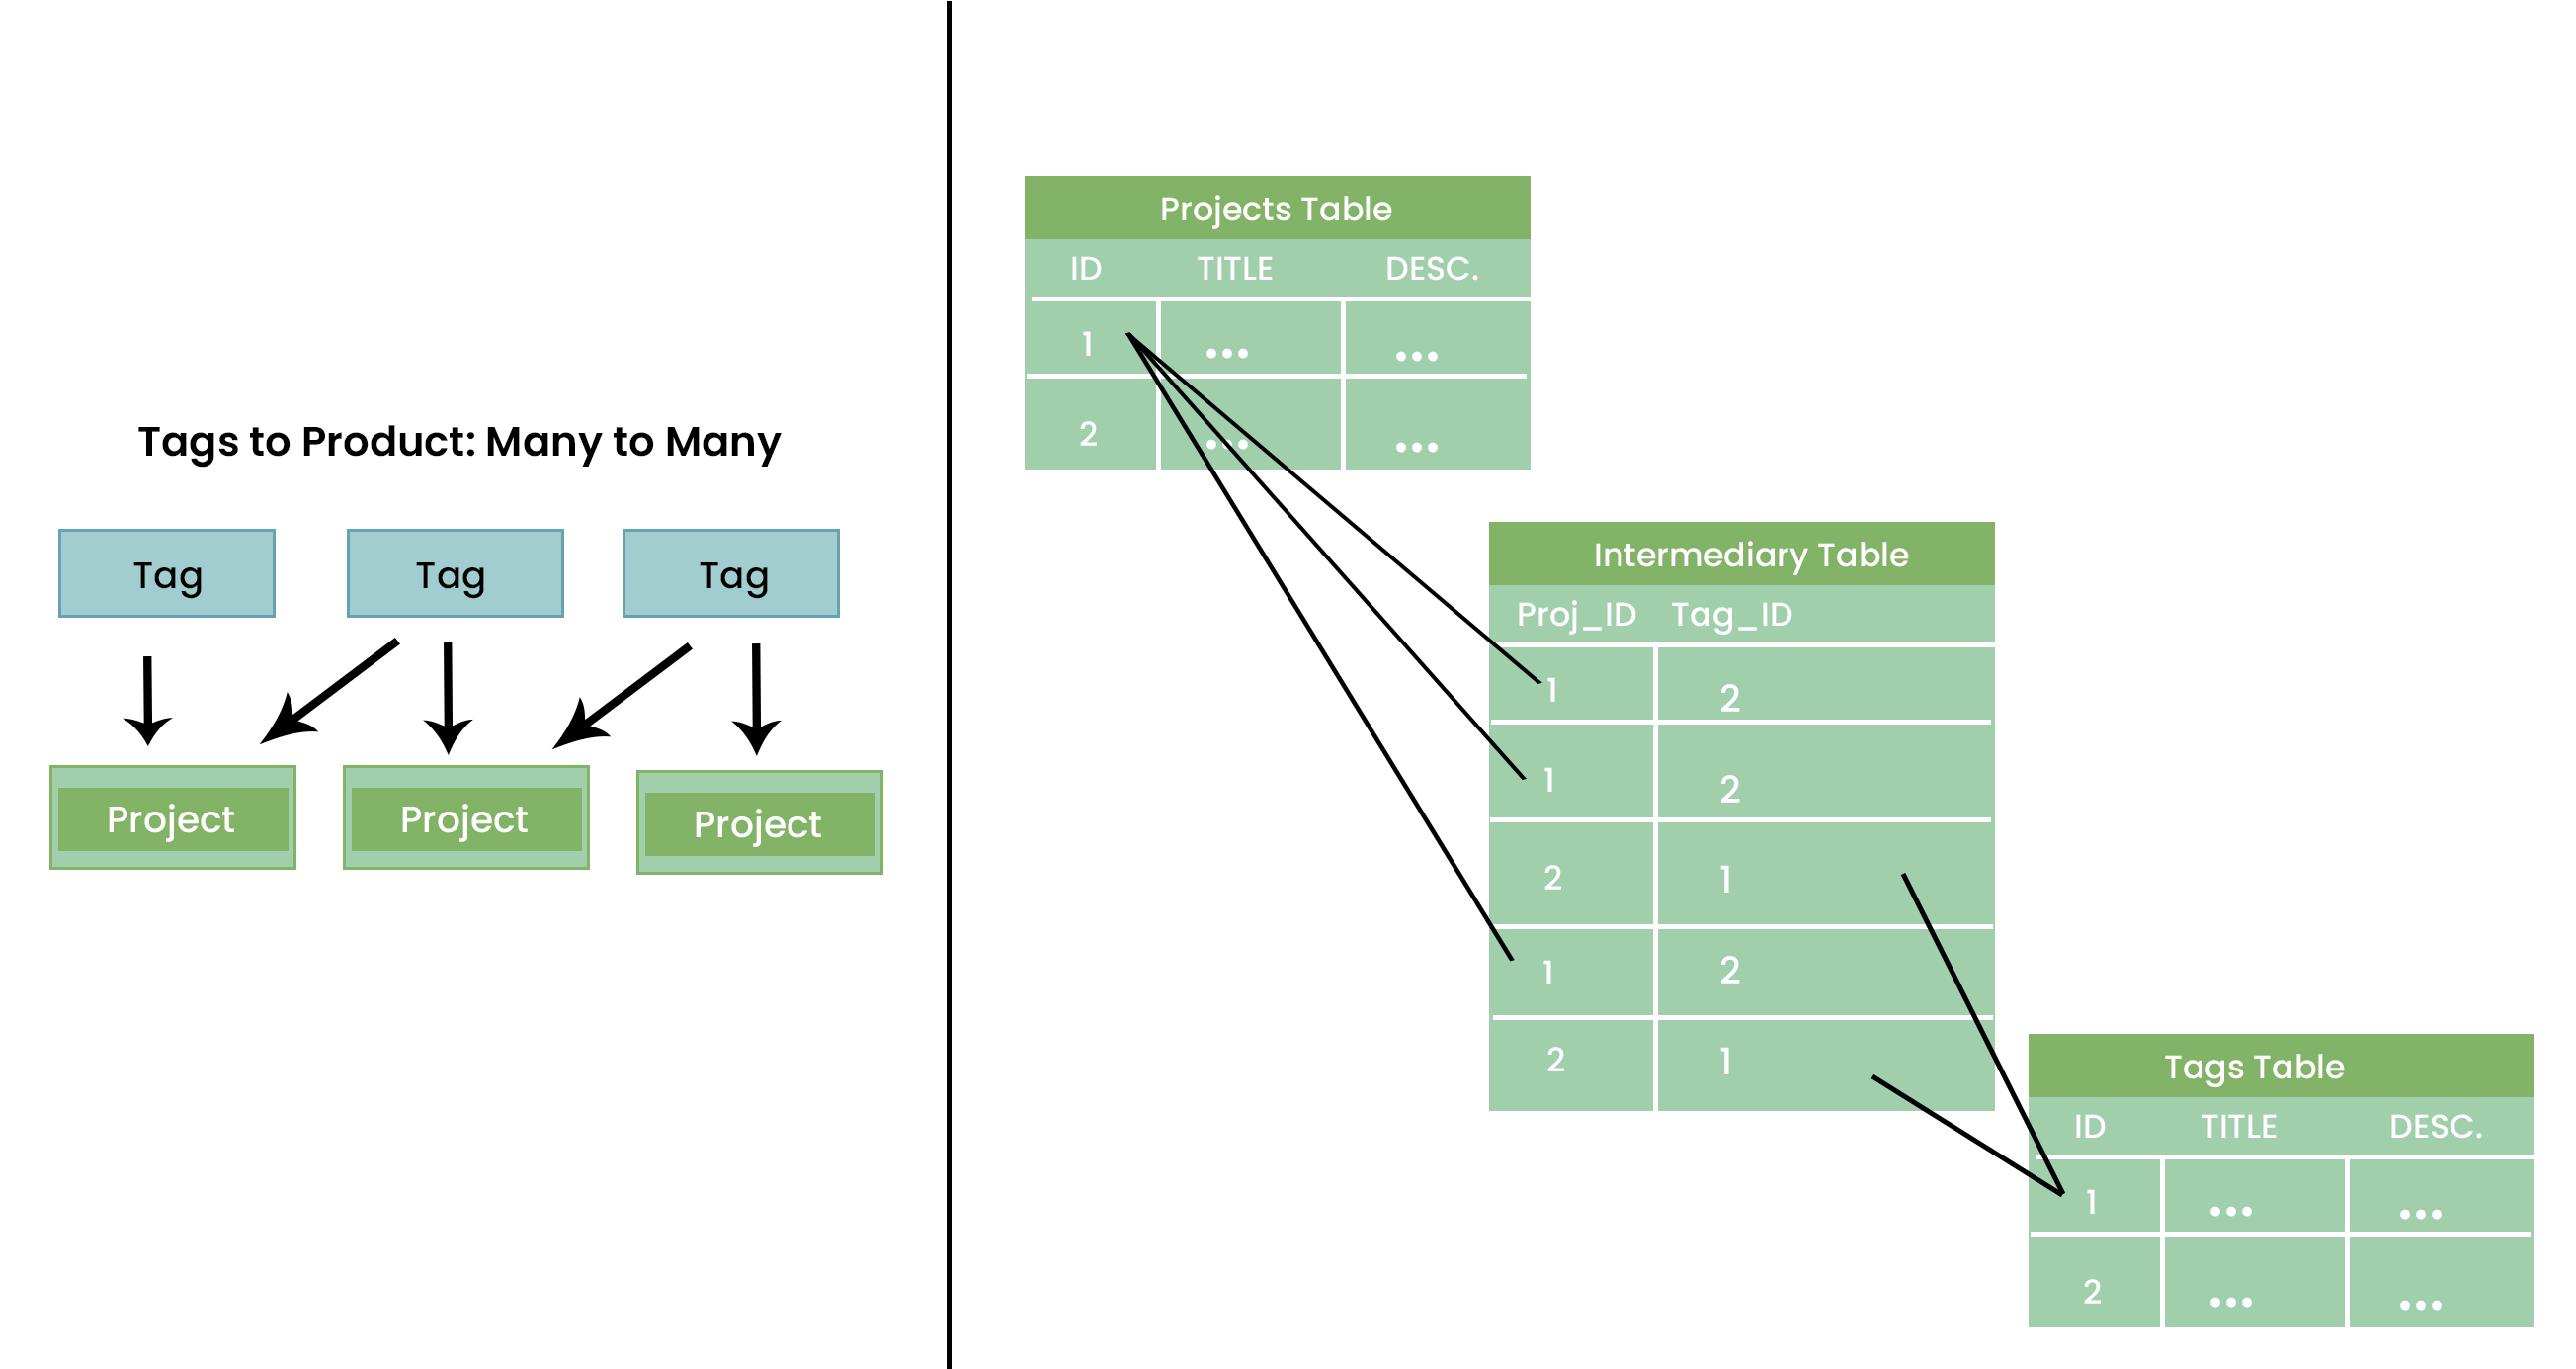 Tags to Product: Many to Many
Tag Tag Tag
Project Project Project
Projects Table
ID TITLE DESC.
1 ... ...
2 ... ...
Intermediary Table
Proj_ID Tag_ID
1 2
1 2
2 1
1 2
2 1
Tags Table
ID TITLE DESC.
1 ... ...
2 ... ...